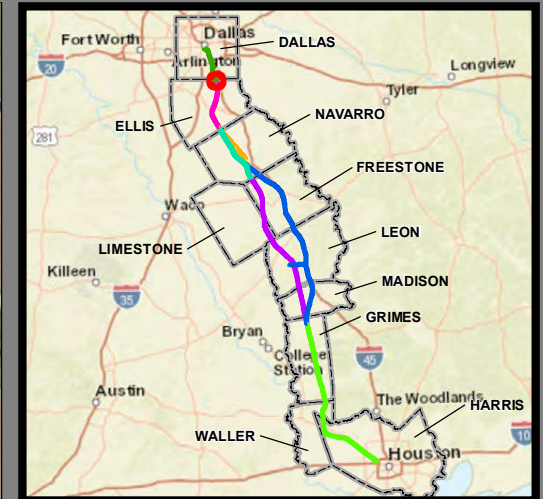 Dallas
DALLAS
Fort Worth
Arlington
20
Longview
Tyler
NAVARRO
ELLIS
281
FREESTONE
Waco
LEON
LIMESTONE
Killeen
MADISON
35
GRIMES
Bryan
College
Station
45
Austin
The Woodlands
HARRIS
WALLER
10
Houston